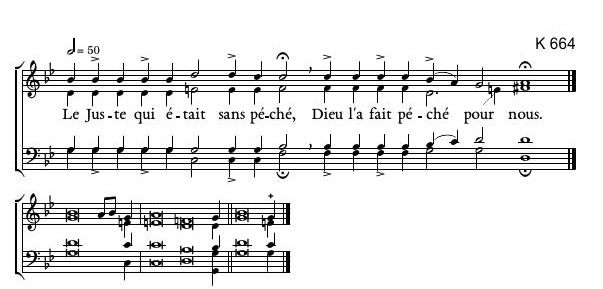 K 664
= 50
Le Jus - te qui é - tait sans pé - ché, Dieu l'a fait pé - ché pour nous.